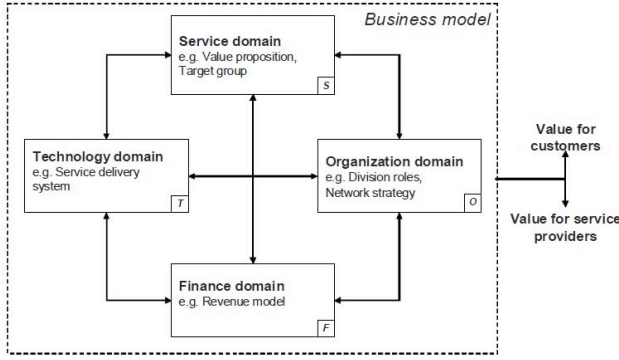 Business model
Service domain
e.g. Value proposition,
Target group
S
Technology domain
e.g. Service delivery
system
T
Organization domain
e.g. Division roles,
Network strategy
O
Value for
customers
Value for service
providers
Finance domain
e.g. Revenue model
F